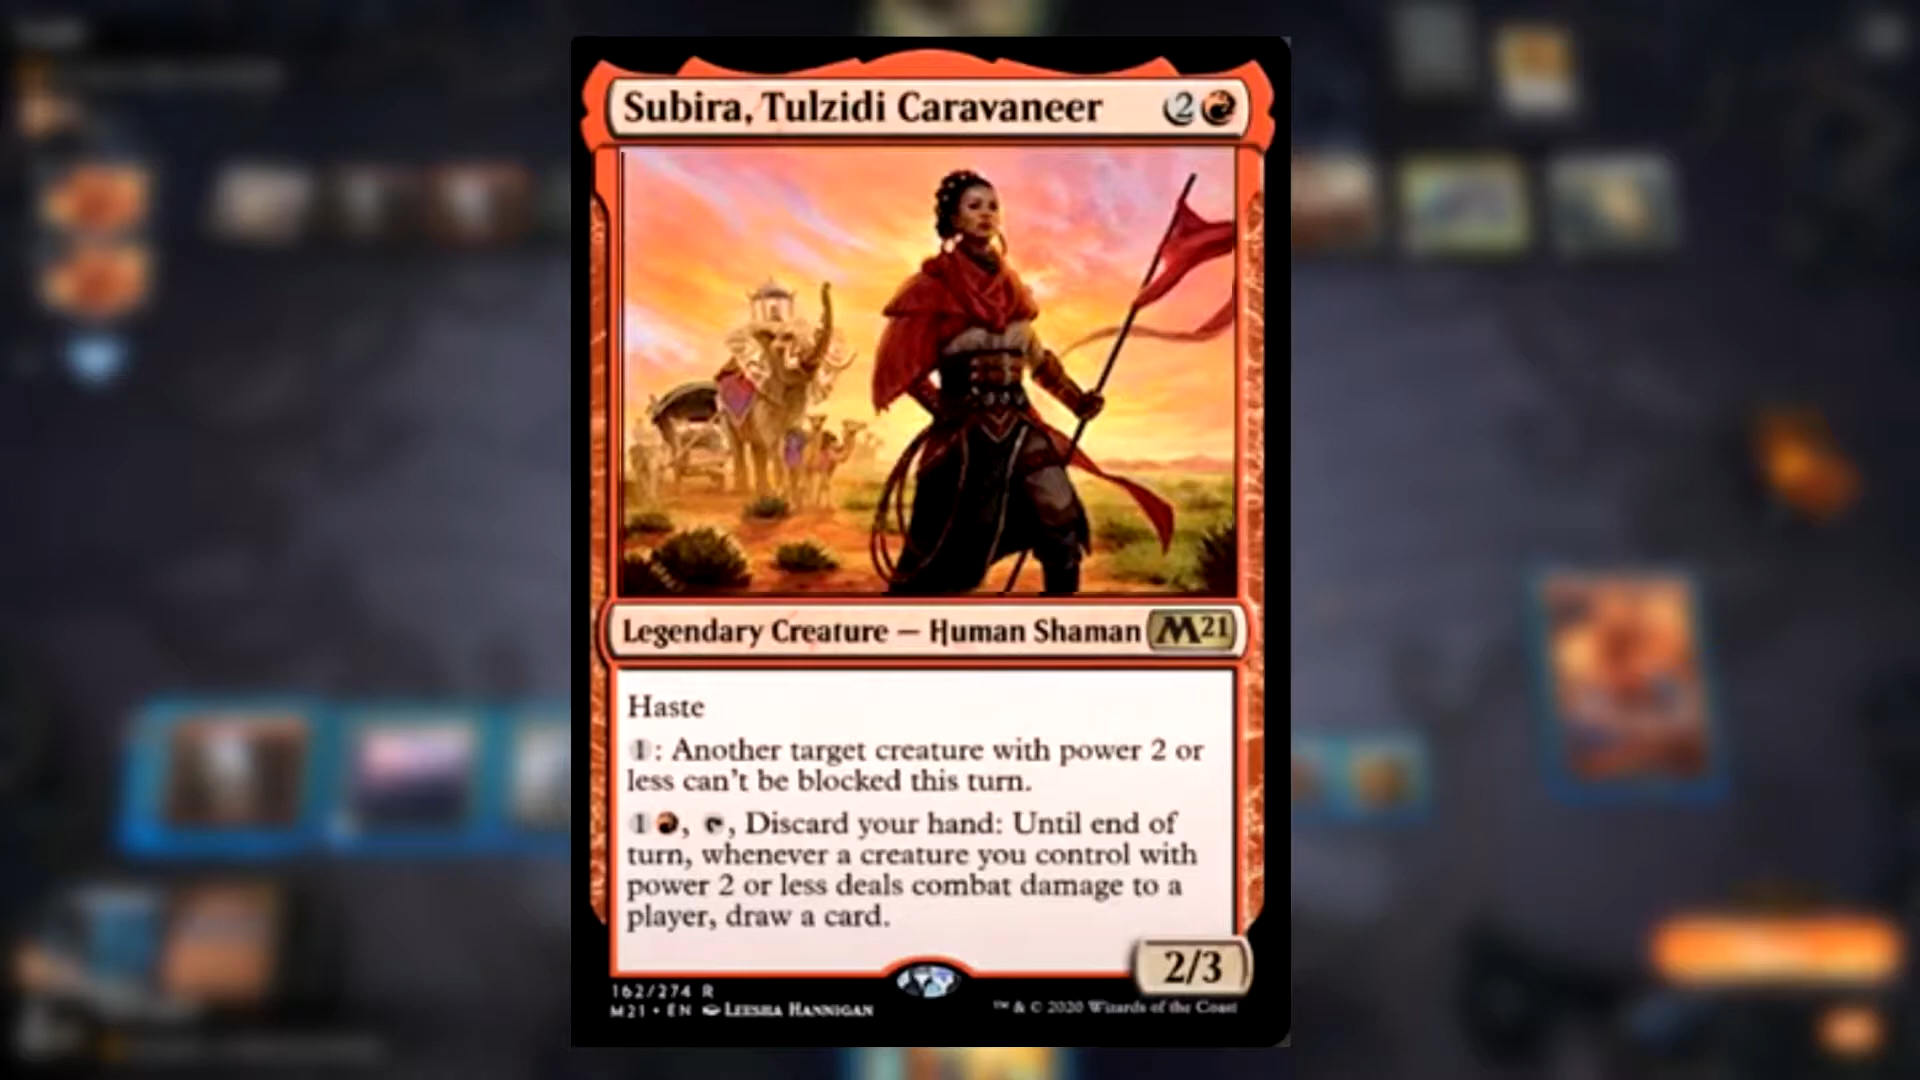 Subira, Tulzidi Caravaneer 2
Legendary Creature — Human Shaman M21
Haste
1: Another target creature with power 2 or
less can't be blocked this turn.
1 , , Discard your hand: Until end of
turn, whenever a creature you control with
power 2 or less deals combat damage to a
player, draw a card.
2/3
162/274 R
M21 • EN LEESHA HANNIGAN
™ & © 2020 Wizards of the Coast